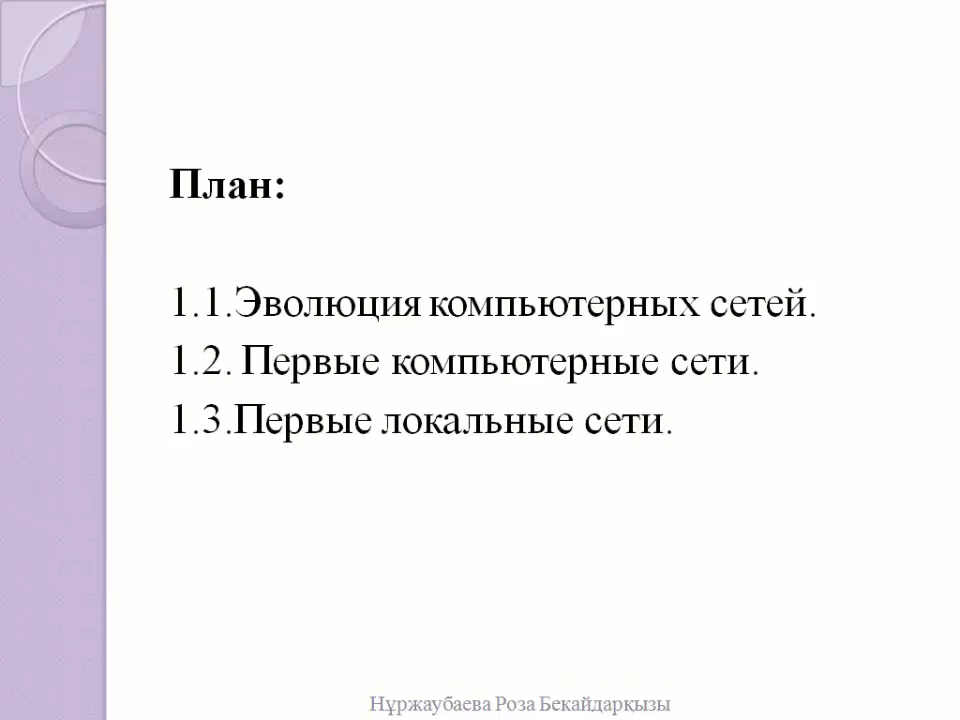 План:
1.1.Эволюция компьютерных сетей.
1.2. Первые компьютерные сети.
1.3.Первые локальные сети.
Нұржаубаева Роза Бекайдарқызы